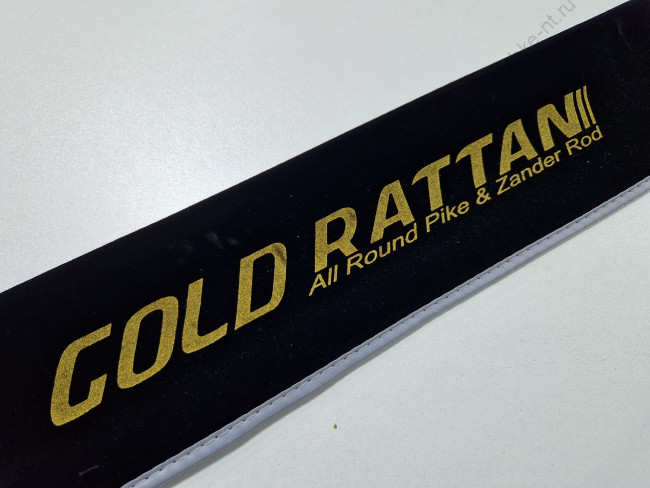 GOLD RATTAN
All Round Pike & Zander Rod